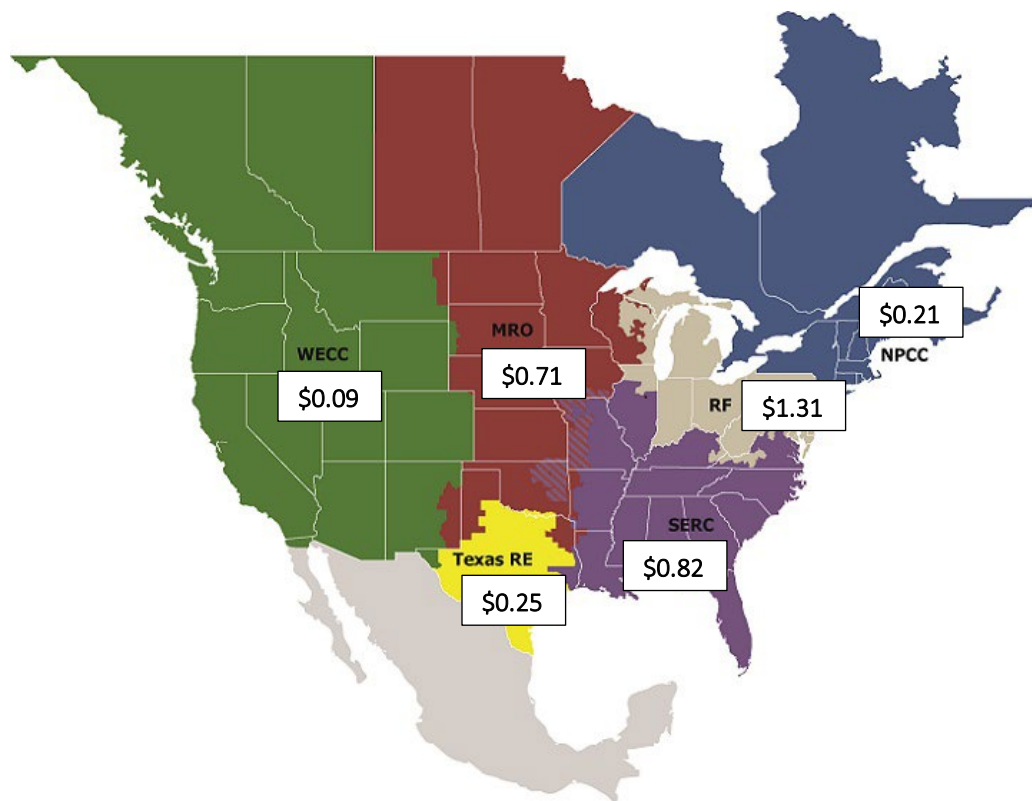 $0.21
MRO
WECC
NPCC
$0.71
$0.09
RF
$1.31
SERC
Texas RE
$0.82
$0.25